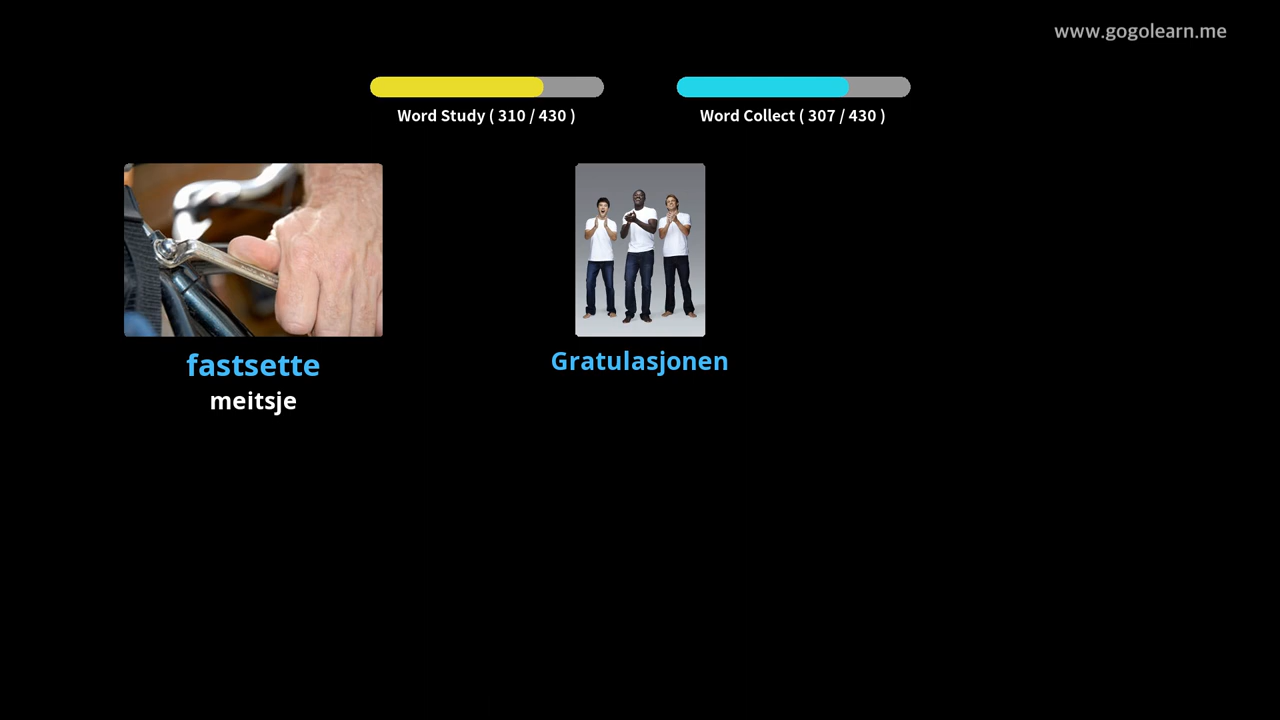 www.gogolearn.me
Word Study ( 310 / 430 )
Word Collect ( 307 / 430 )
fastsette
meitsje
Gratulasjonen